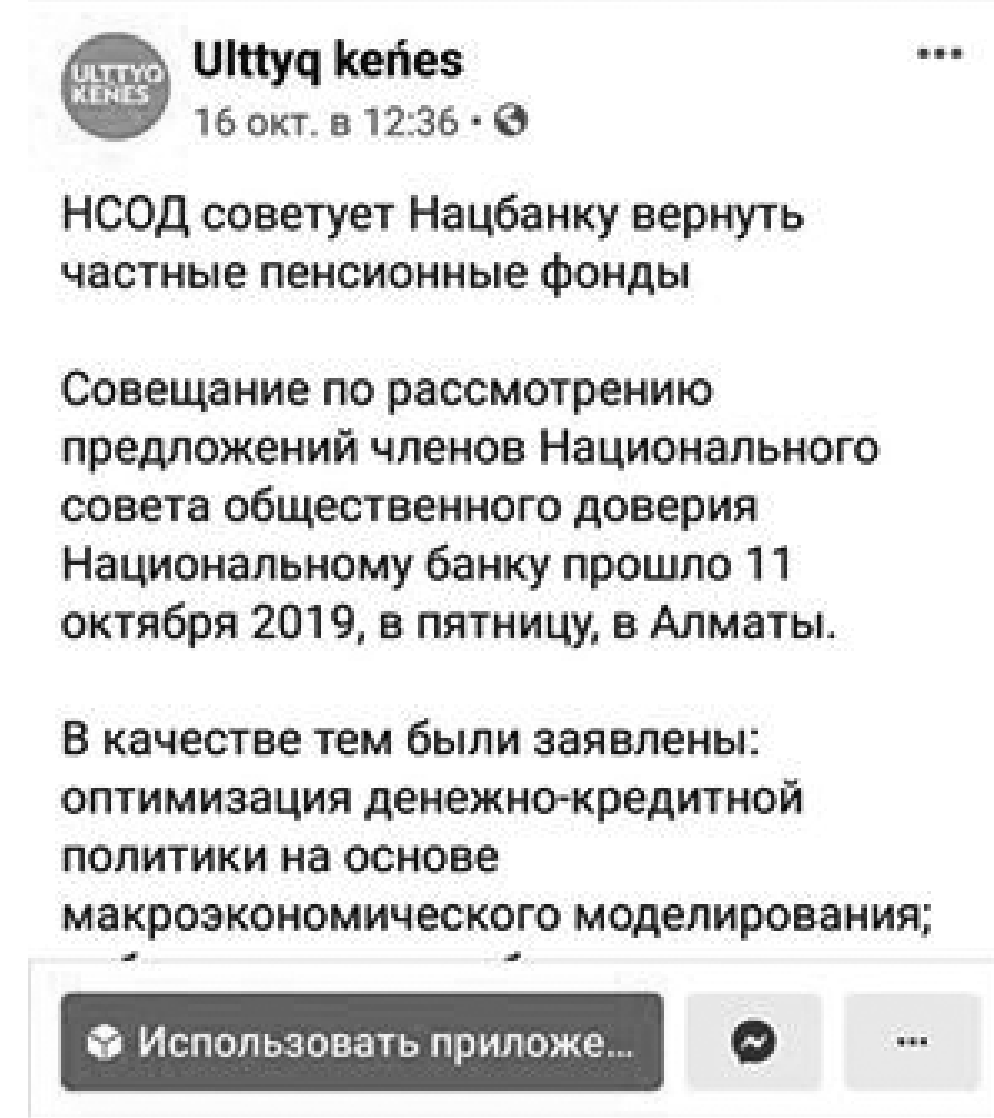 ULTTYQ
KENES
Ulttyq keńes
16 окт. в 12:36 •
НСОД советует Нацбанку вернуть
частные пенсионные фонды
Совещание по рассмотрению
предложений членов Национального
совета общественного доверия
Национальному банку прошло 11
октября 2019, в пятницу, в Алматы.
В качестве тем были заявлены:
оптимизация денежно-кредитной
политики на основе
макроэкономического моделирования;
Использовать приложе...